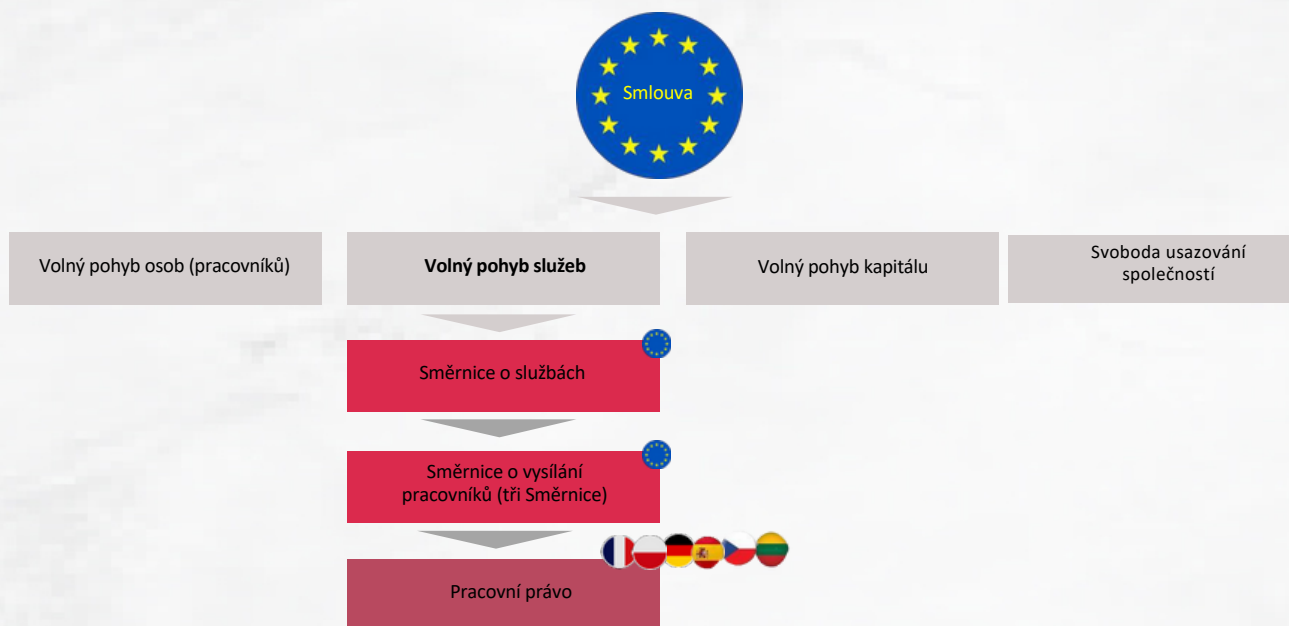 Smlouva
Volný pohyb osob (pracovníků)
Volný pohyb služeb
Volný pohyb kapitálu
Svoboda usazování
společností
Směrnice o službách
Směrnice o vysílání
pracovníků (tři Směrnice)
Pracovní právo